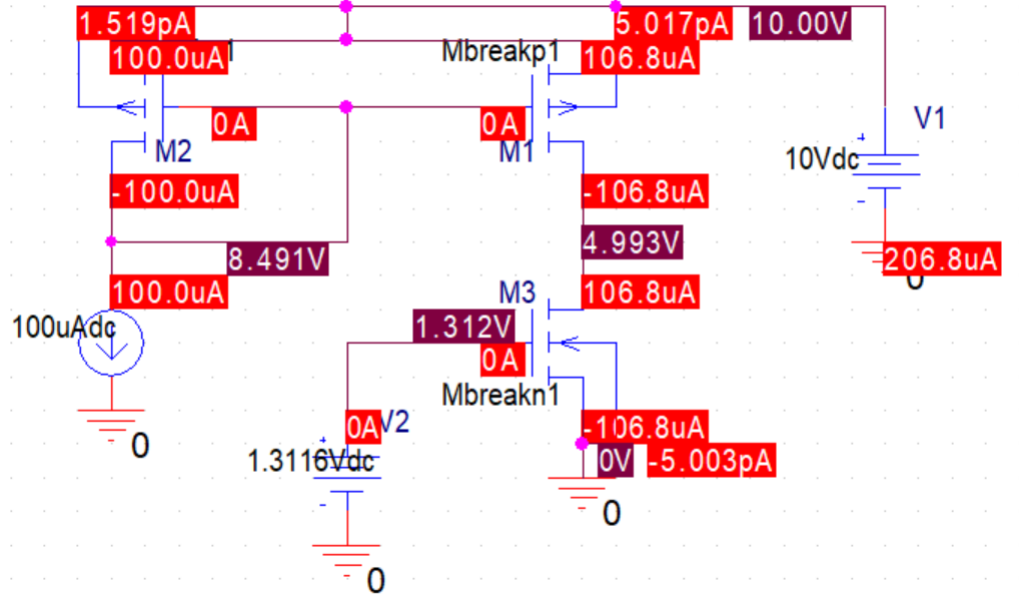 1.519pA
5.017pA
10.00V
100.0uA
1
Mbreakp1
106.8uA
0A
0A
M2
M1
V1
10Vdc
-100.0uA
-106.8uA
8.491V
4.993V
206.8uA
0
100.0uA
M3
106.8uA
100uAdc
1.312V
0A
Mbreakn1
0A
V2
-106.8uA
0
1.3116Vdc
0V
-5.003pA
0
0